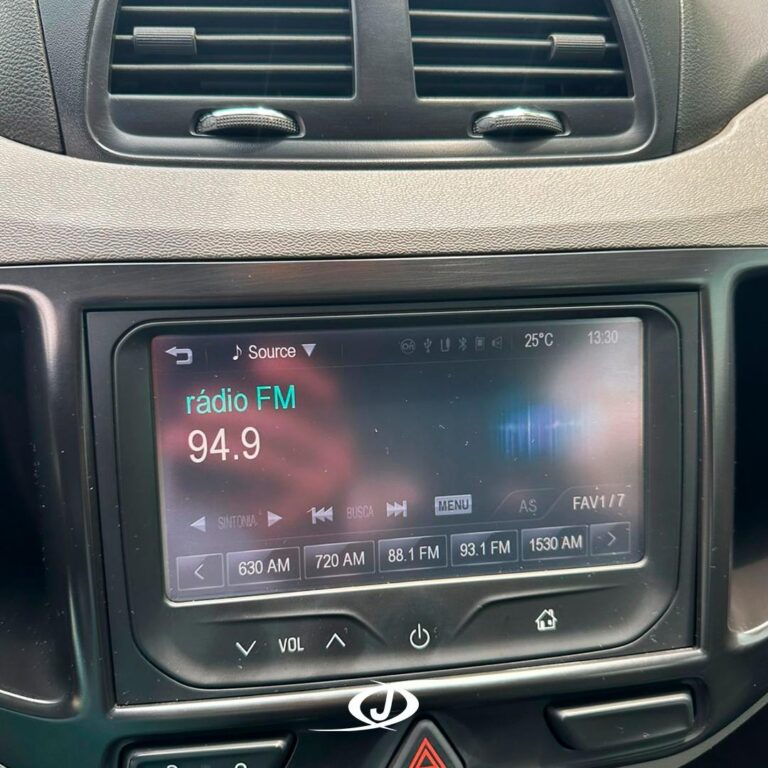 Source 25°C 13:30
rádio FM
94.9
SINTONIA BUSCA MENU AS FAV1/7
630 AM 720 AM 88.1 FM 93.1 FM 1530 AM
VOL
J